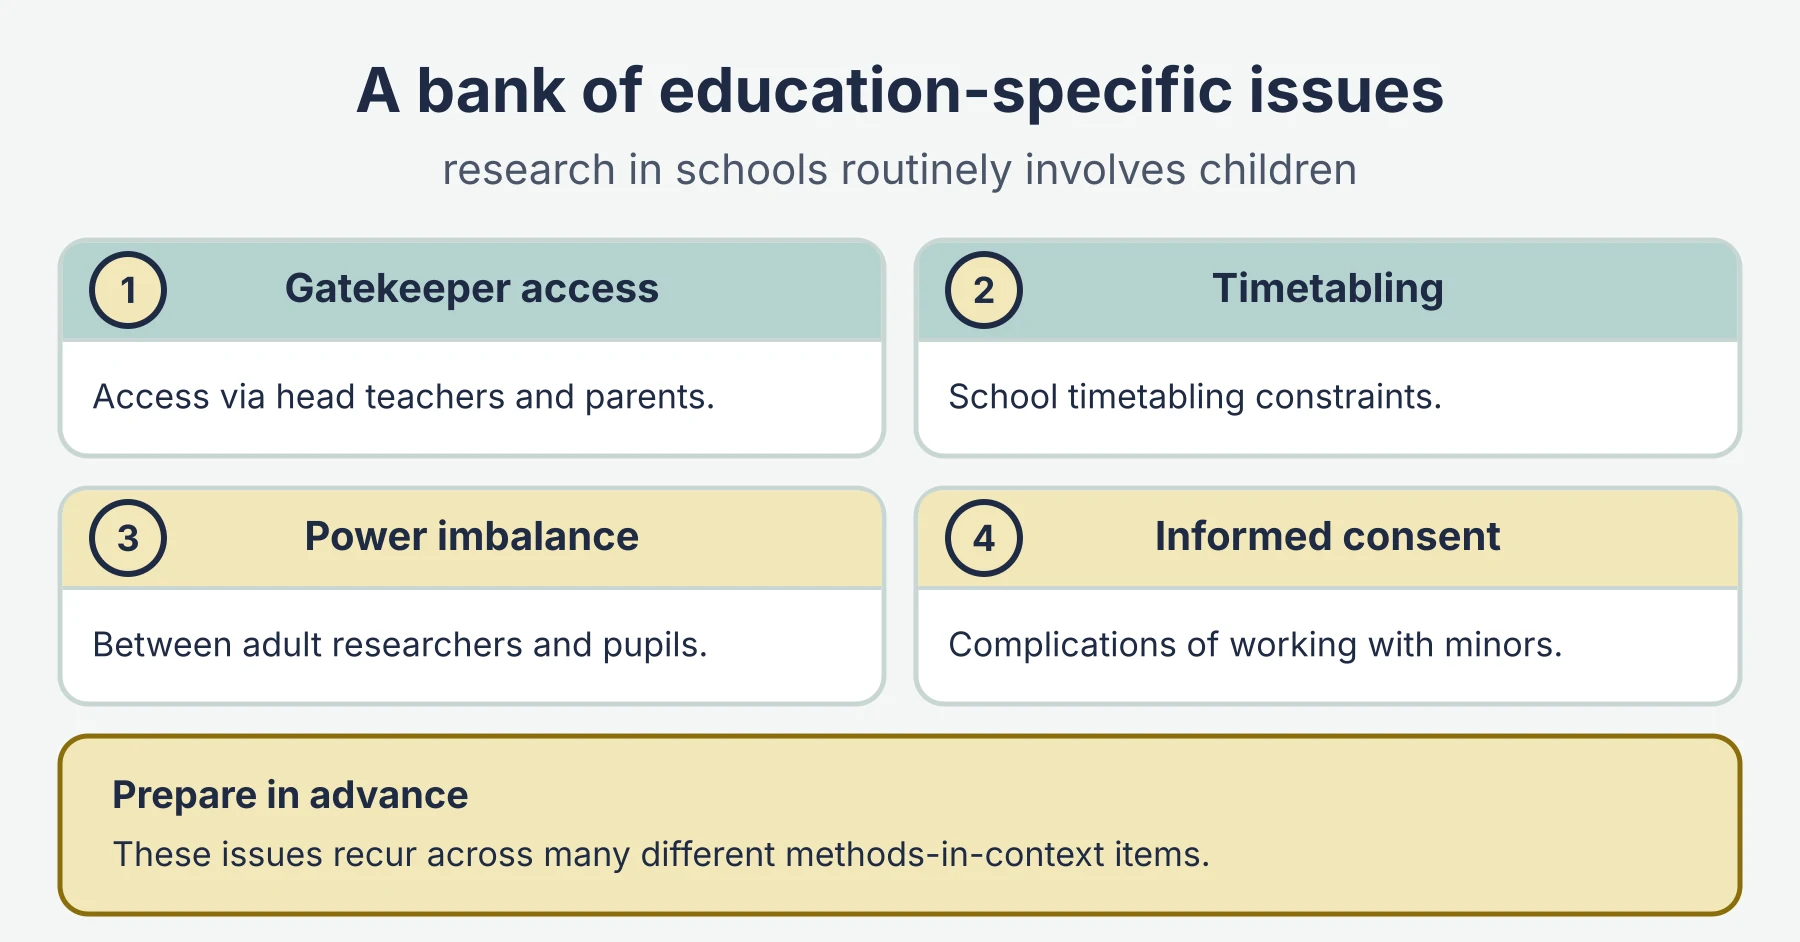 A bank of education-specific issues
research in schools routinely involves children
1
Gatekeeper access
Access via head teachers and parents.
2
Timetabling
School timetabling constraints.
3
Power imbalance
Between adult researchers and pupils.
4
Informed consent
Complications of working with minors.
Prepare in advance
These issues recur across many different methods-in-context items.